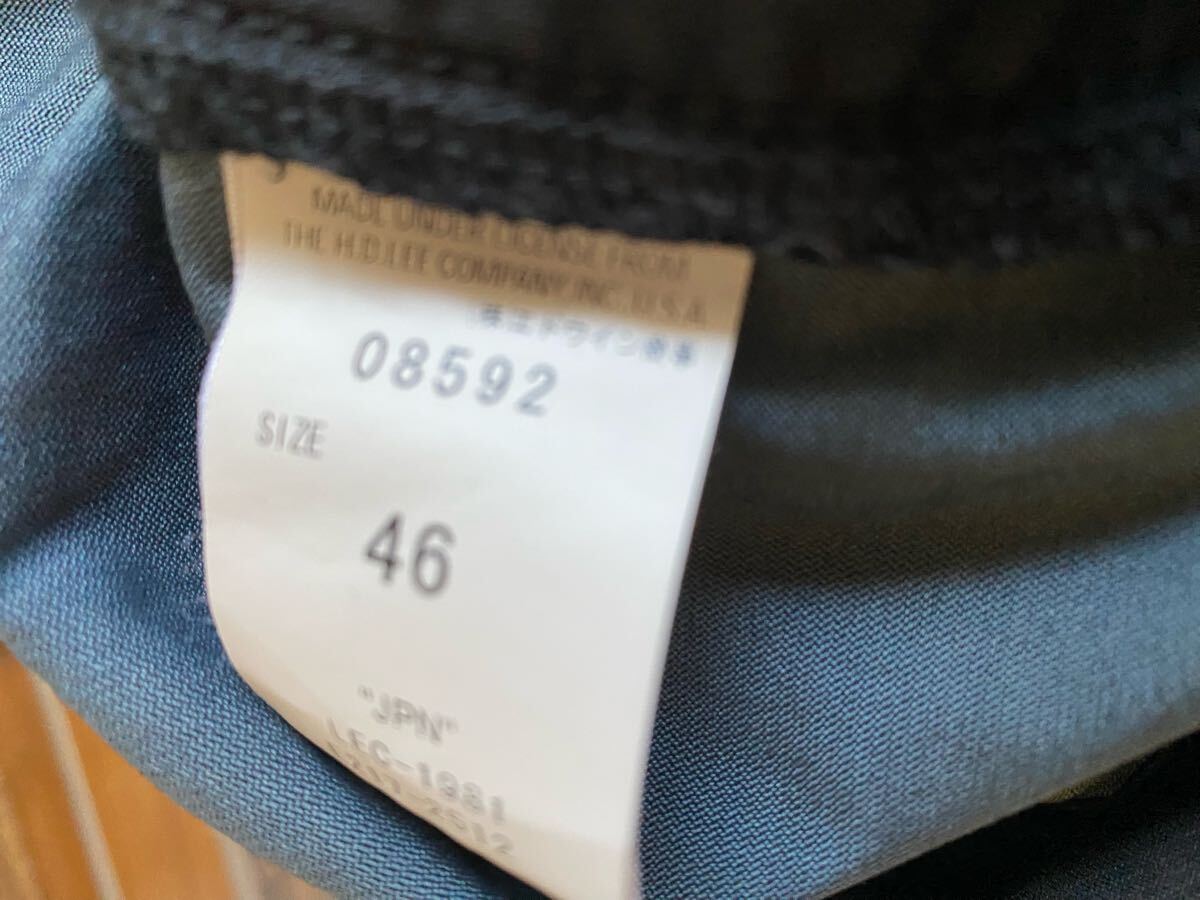 MADE UNDER LICENSE FROM
THE H.D.LEE COMPANY INC,U.S.A
08592
SIZE
46
"JPN"
LEC-1981